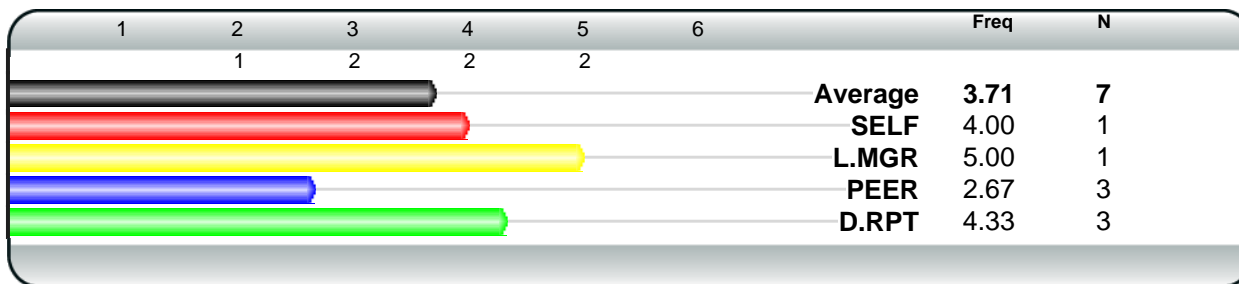 1 2 3 4 5 6 Freq N
1 2 2 2
Average 3.71 7
SELF 4.00 1
L.MGR 5.00 1
PEER 2.67 3
D.RPT 4.33 3